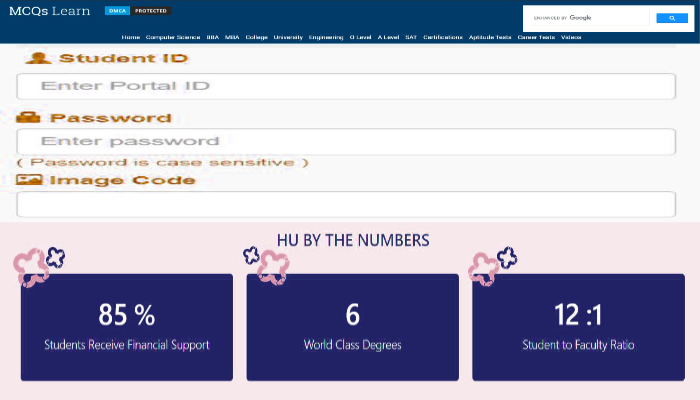 MCQs Learn
DMCA PROTECTED
ENHANCED BY Google
Home Computer Science BBA MBA College University Engineering O Level A Level SAT Certifications Aptitude Tests Career Tests Videos
Student ID
Enter Portal ID
Password
Enter password
( Password is case sensitive )
Image Code
HU BY THE NUMBERS
85 % 6 12 :1
Students Receive Financial Support World Class Degrees Student to Faculty Ratio